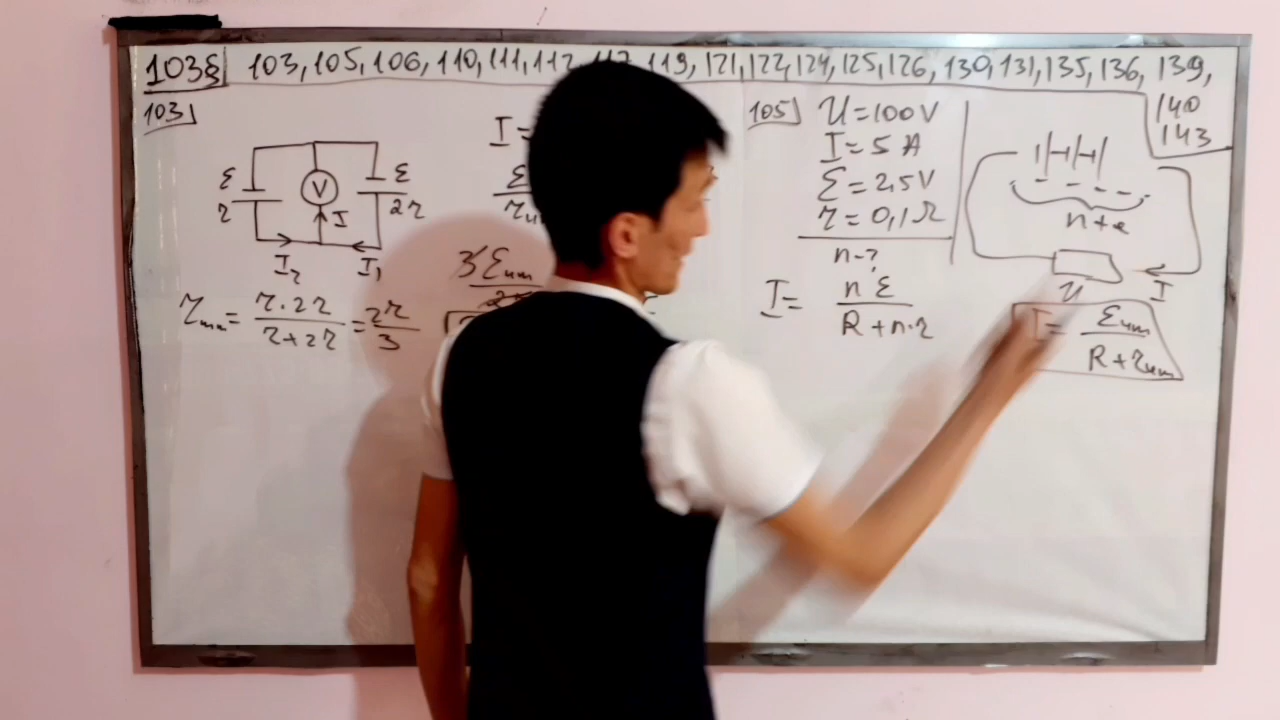 103§ 103, 105, 106, 110, 111, 112, 119, 121, 122, 124, 125, 126, 130, 131, 135, 136, 139,
140
143
103
ε
r
V
I
ε
2r
I₂
I₁
= r·2r / r+2r = 2r / 3
I=
105 U=100V
I=5A
ε=2,5V
r=0,1Ω
n-?
I= nε / R+n·r
I
U
I= εum / R+rum